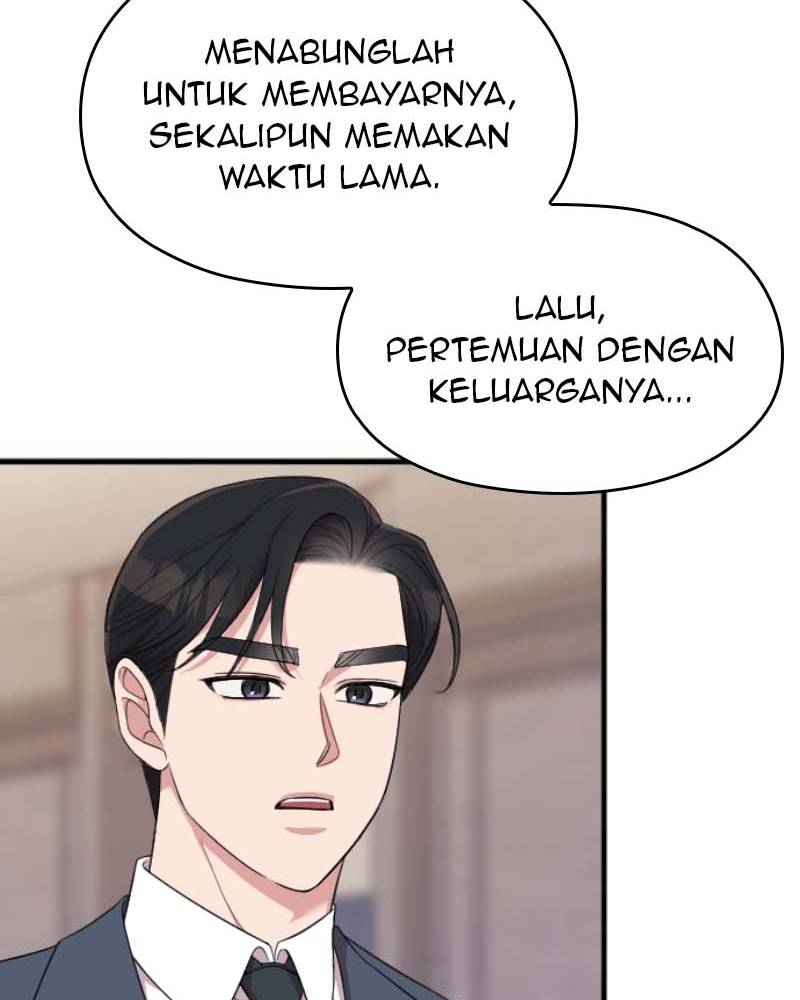 MENABUNGLAH
UNTUK MEMBAYARNYA,
SEKALIPUN MEMAKAN
WAKTU LAMA.
LALU,
PERTEMUAN DENGAN
KELUARGANYA...